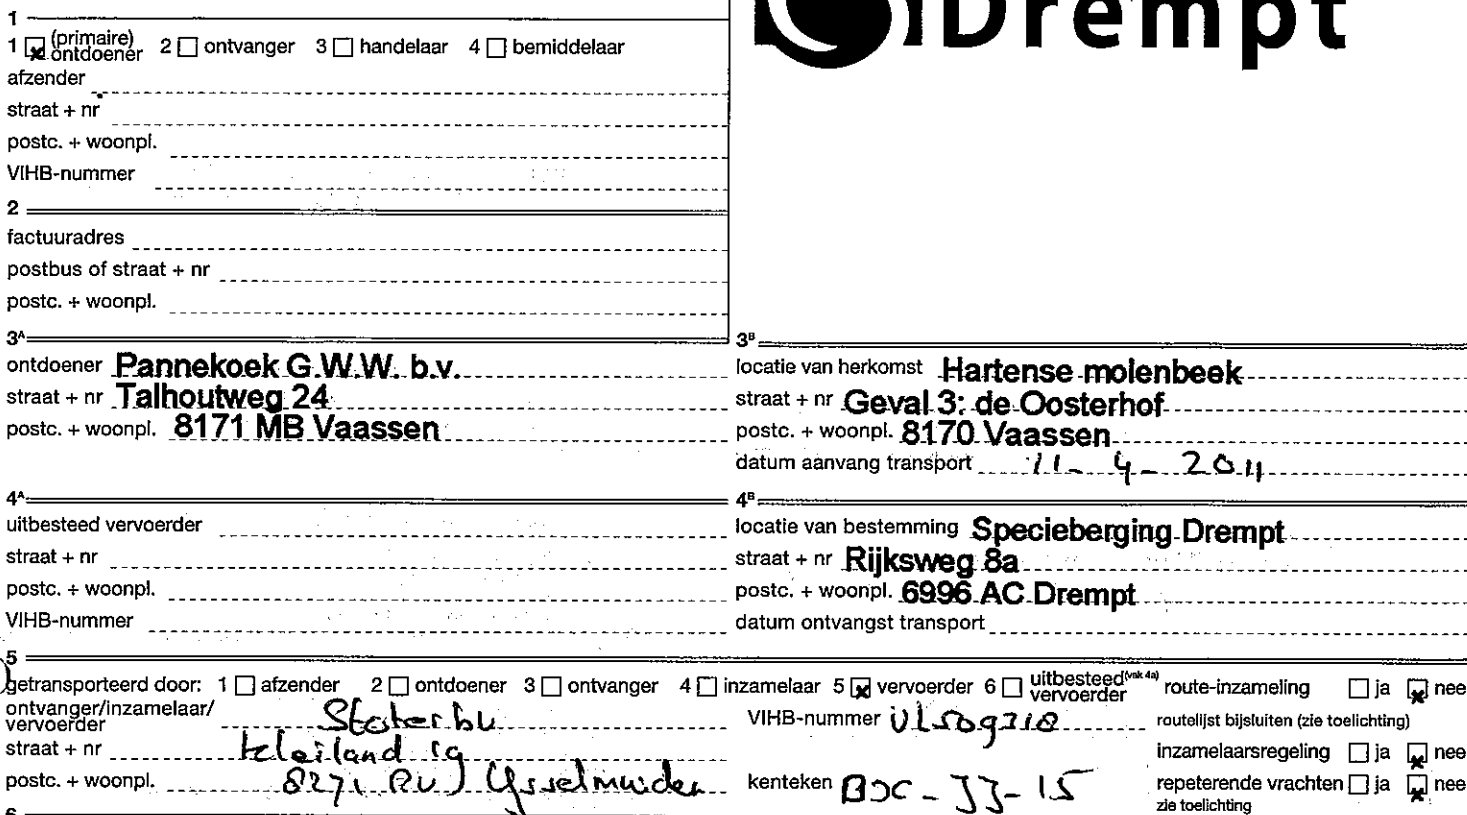 Drempt
1
1 (primaire) ontdoener 2 ontvanger 3 handelaar 4 bemiddelaar
afzender
straat + nr
postc. + woonpl.
VIHB-nummer
2
factuuradres
postbus of straat + nr
postc. + woonpl.
3A
ontdoener Pannekoek G.W.W. b.v.
straat + nr Talhoutweg 24
postc. + woonpl. 8171 MB Vaassen
3B
locatie van herkomst Hartense molenbeek
straat + nr Geval 3: de Oosterhof
postc. + woonpl. 8170 Vaassen
datum aanvang transport 11-4-2011
4A
uitbesteed vervoerder
straat + nr
postc. + woonpl.
VIHB-nummer
4B
locatie van bestemming Specieberging Drempt
straat + nr Rijksweg 8a
postc. + woonpl. 6996 AC Drempt
datum ontvangst transport
5
getransporteerd door: 1 afzender 2 ontdoener 3 ontvanger 4 inzamelaar 5 vervoerder 6 uitbesteed (vak 4a) vervoerder route-inzameling ja nee
ontvanger/inzamelaar/vervoerder Stater bv VIHB-nummer routelijst bijsluiten (zie toelichting)
straat + nr Kleiland inzamelaarsregeling ja nee
postc. + woonpl. 8271 IJsselmuiden kenteken repeterende vrachten ja nee
zie toelichting
6